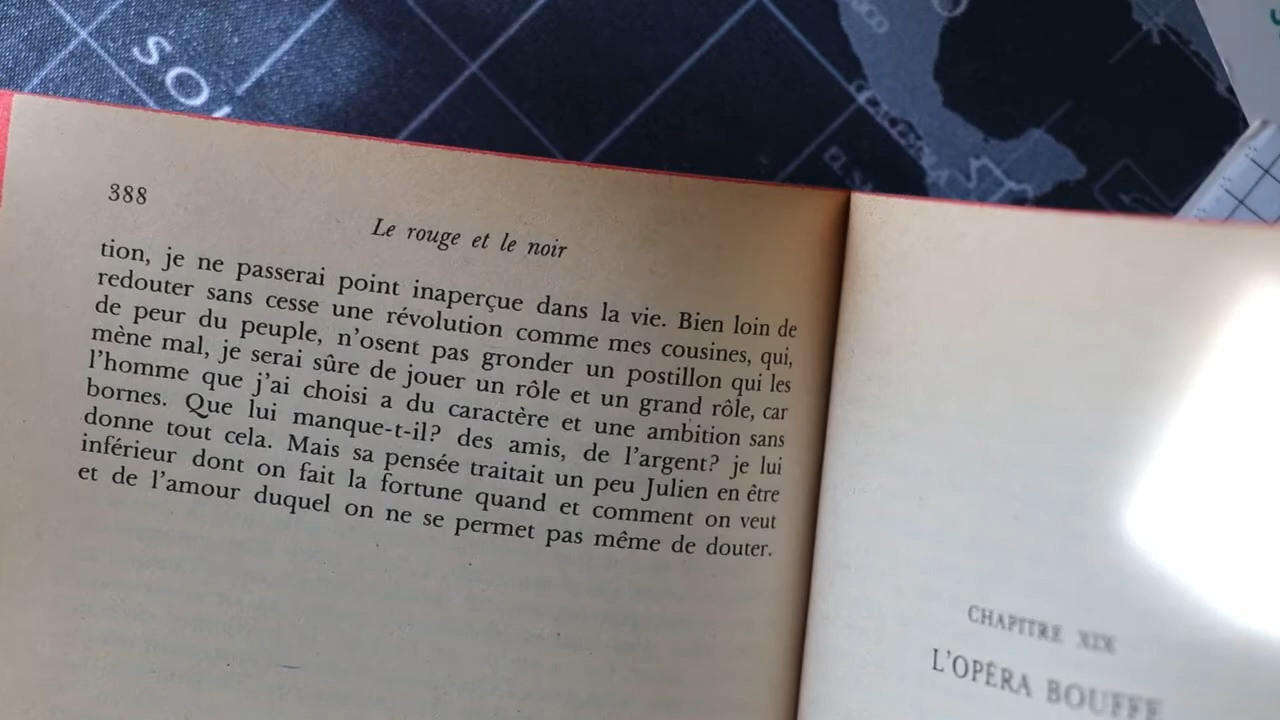 388
Le rouge et le noir
tion, je ne passerai point inaperçue dans la vie. Bien loin de
redouter sans cesse une révolution comme mes cousines, qui,
de peur du peuple, n'osent pas gronder un postillon qui les
mène mal, je serai sûre de jouer un rôle et un grand rôle, car
l'homme que j'ai choisi a du caractère et une ambition sans
bornes. Que lui manque-t-il? des amis, de l'argent? je lui
donne tout cela. Mais sa pensée traitait un peu Julien en être
inférieur dont on fait la fortune quand et comment on veut
et de l'amour duquel on ne se permet pas même de douter.
CHAPITRE XIX
L'OPÉRA BOUFFE